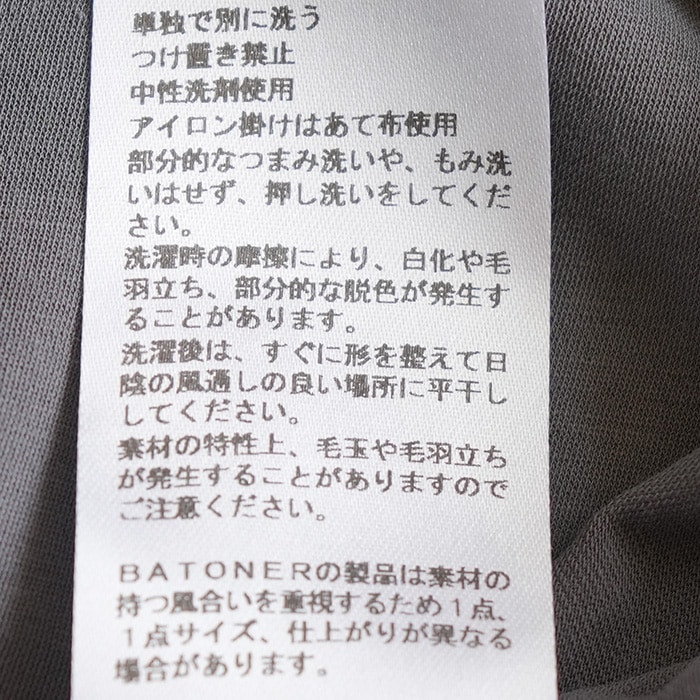 単独で別に洗う
つけ置き禁止
中性洗剤使用
アイロン掛けはあて布使用
部分的なつまみ洗いや、もみ洗
いはせず、押し洗いをしてくだ
さい。
洗濯時の摩擦により、白化や毛
羽立ち、部分的な脱色が発生す
ることがあります。
洗濯後は、すぐに形を整えて日
陰の風通しの良い場所に平干し
してください。
素材の特性上、毛玉や毛羽立ち
が発生することがありますので
ご注意ください。
BATONERの製品は素材の
持つ風合いを重視するため1点、
1点サイズ、仕上がりが異なる
場合があります。